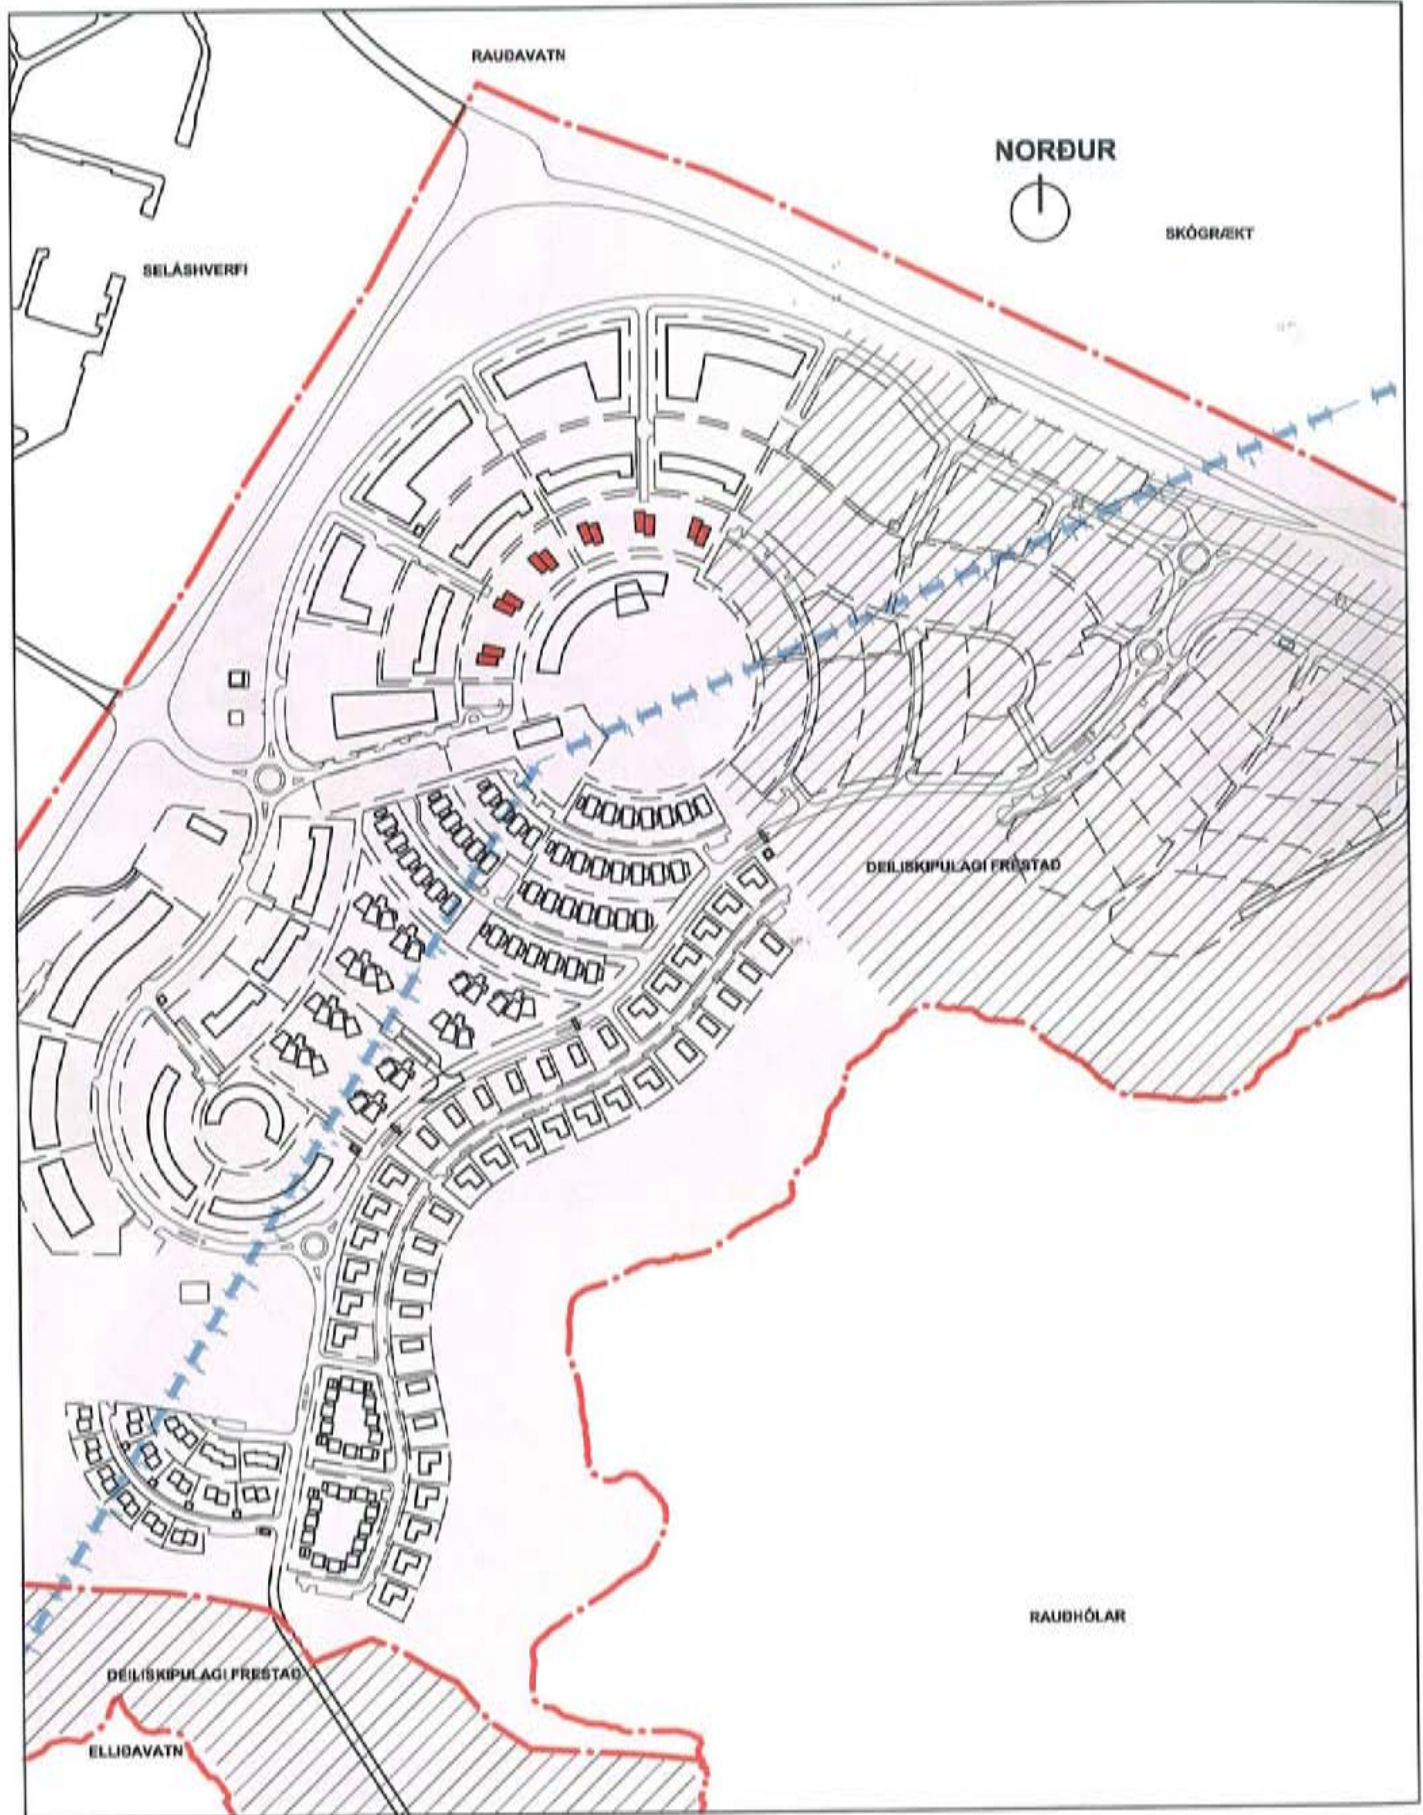 RAUÐAVATN
NORÐUR
SKÓGRÆKT
SELÁSHVERFI
DEILISKIPULAGI FRESTAÐ
RAUÐHÓLAR
DEILISKIPULAGI FRESTAÐ
ELLIÐAVATN